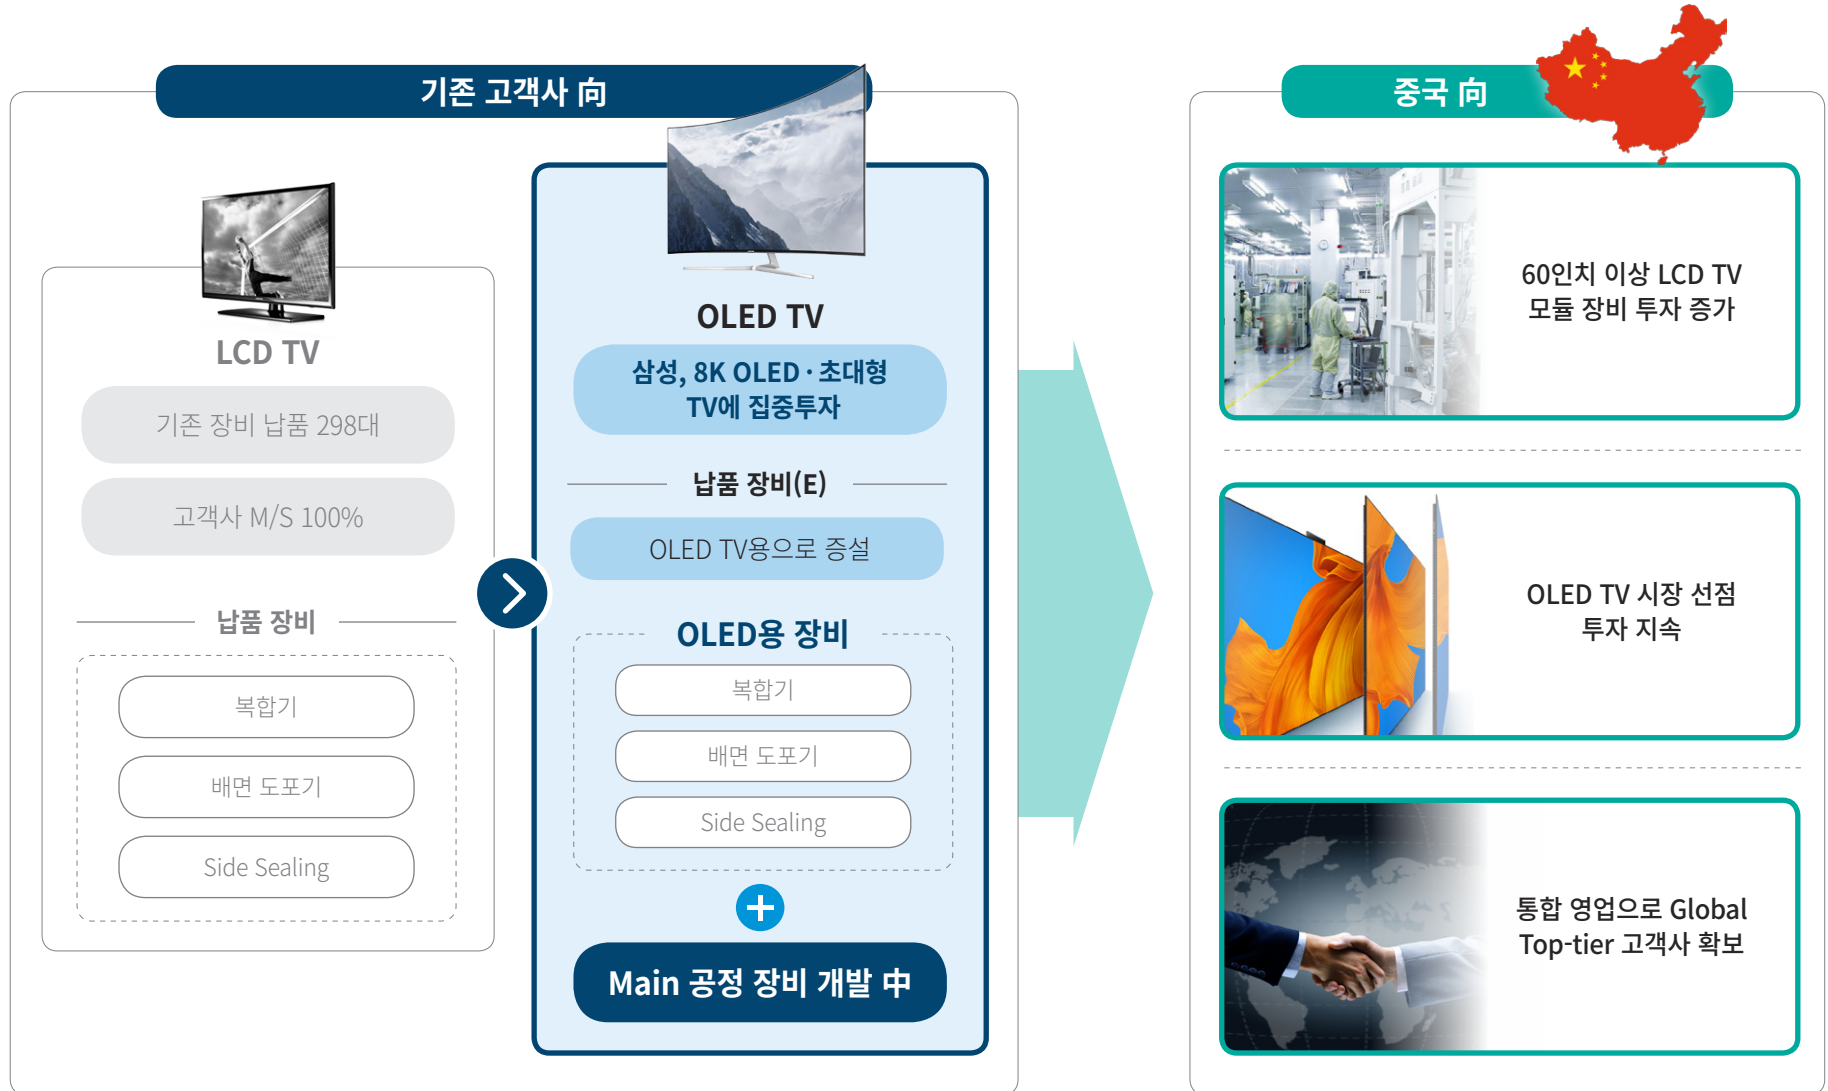 기존 고객사 向
LCD TV
기존 장비 납품 298대
고객사 M/S 100%
납품 장비
복합기
배면 도포기
Side Sealing
OLED TV
삼성, 8K OLED · 초대형
TV에 집중투자
납품 장비(E)
OLED TV용으로 증설
OLED용 장비
복합기
배면 도포기
Side Sealing
Main 공정 장비 개발 中
중국 向
60인치 이상 LCD TV
모듈 장비 투자 증가
OLED TV 시장 선점
투자 지속
통합 영업으로 Global
Top-tier 고객사 확보